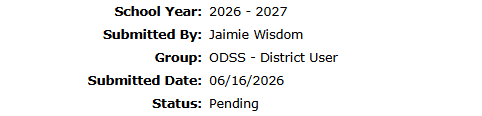 School Year: 2026 - 2027
Submitted By: Jaimie Wisdom
Group: ODSS - District User
Submitted Date: 06/16/2026
Status: Pending